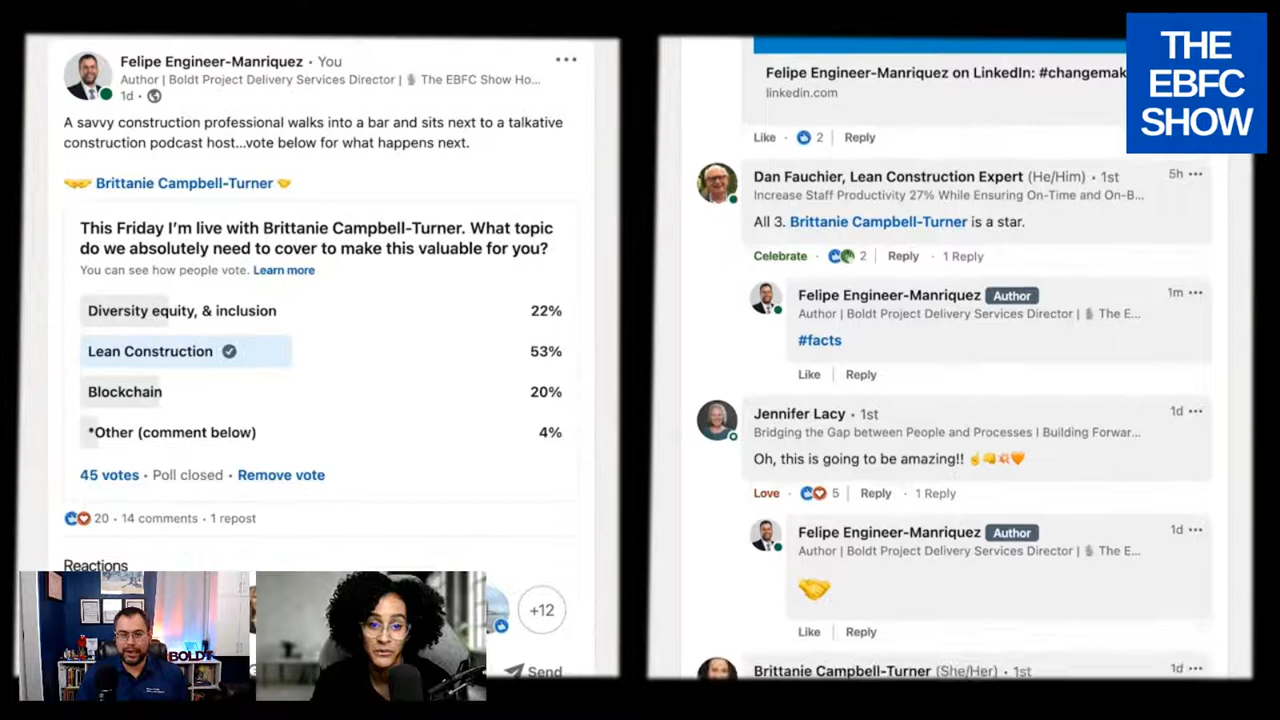 Felipe Engineer-Manriquez • You
Author | Boldt Project Delivery Services Director | The EBFC Show Ho...
1d •
A savvy construction professional walks into a bar and sits next to a talkative
construction podcast host...vote below for what happens next.
Brittanie Campbell-Turner
This Friday I'm live with Brittanie Campbell-Turner. What topic
do we absolutely need to cover to make this valuable for you?
You can see how people vote. Learn more
Diversity equity, & inclusion 22%
Lean Construction 53%
Blockchain 20%
*Other (comment below) 4%
45 votes • Poll closed • Remove vote
20 • 14 comments • 1 repost
Reactions
+12
Send
BOLDT
Felipe Engineer-Manriquez on LinkedIn: #changemak
linkedin.com
Like | 2 | Reply
Dan Fauchier, Lean Construction Expert (He/Him) • 1st 5h
Increase Staff Productivity 27% While Ensuring On-Time and On-B...
All 3. Brittanie Campbell-Turner is a star.
Celebrate • 2 | Reply • 1 Reply
Felipe Engineer-Manriquez Author 1m
Author | Boldt Project Delivery Services Director | The E...
#facts
Like | Reply
Jennifer Lacy • 1st 1d
Bridging the Gap between People and Processes I Building Forwar...
Oh, this is going to be amazing!!
Love • 5 | Reply • 1 Reply
Felipe Engineer-Manriquez Author 1d
Author | Boldt Project Delivery Services Director | The E...
Like | Reply
Brittanie Campbell-Turner (She/Her) • 1st 1d
THE
EBFC
SHOW